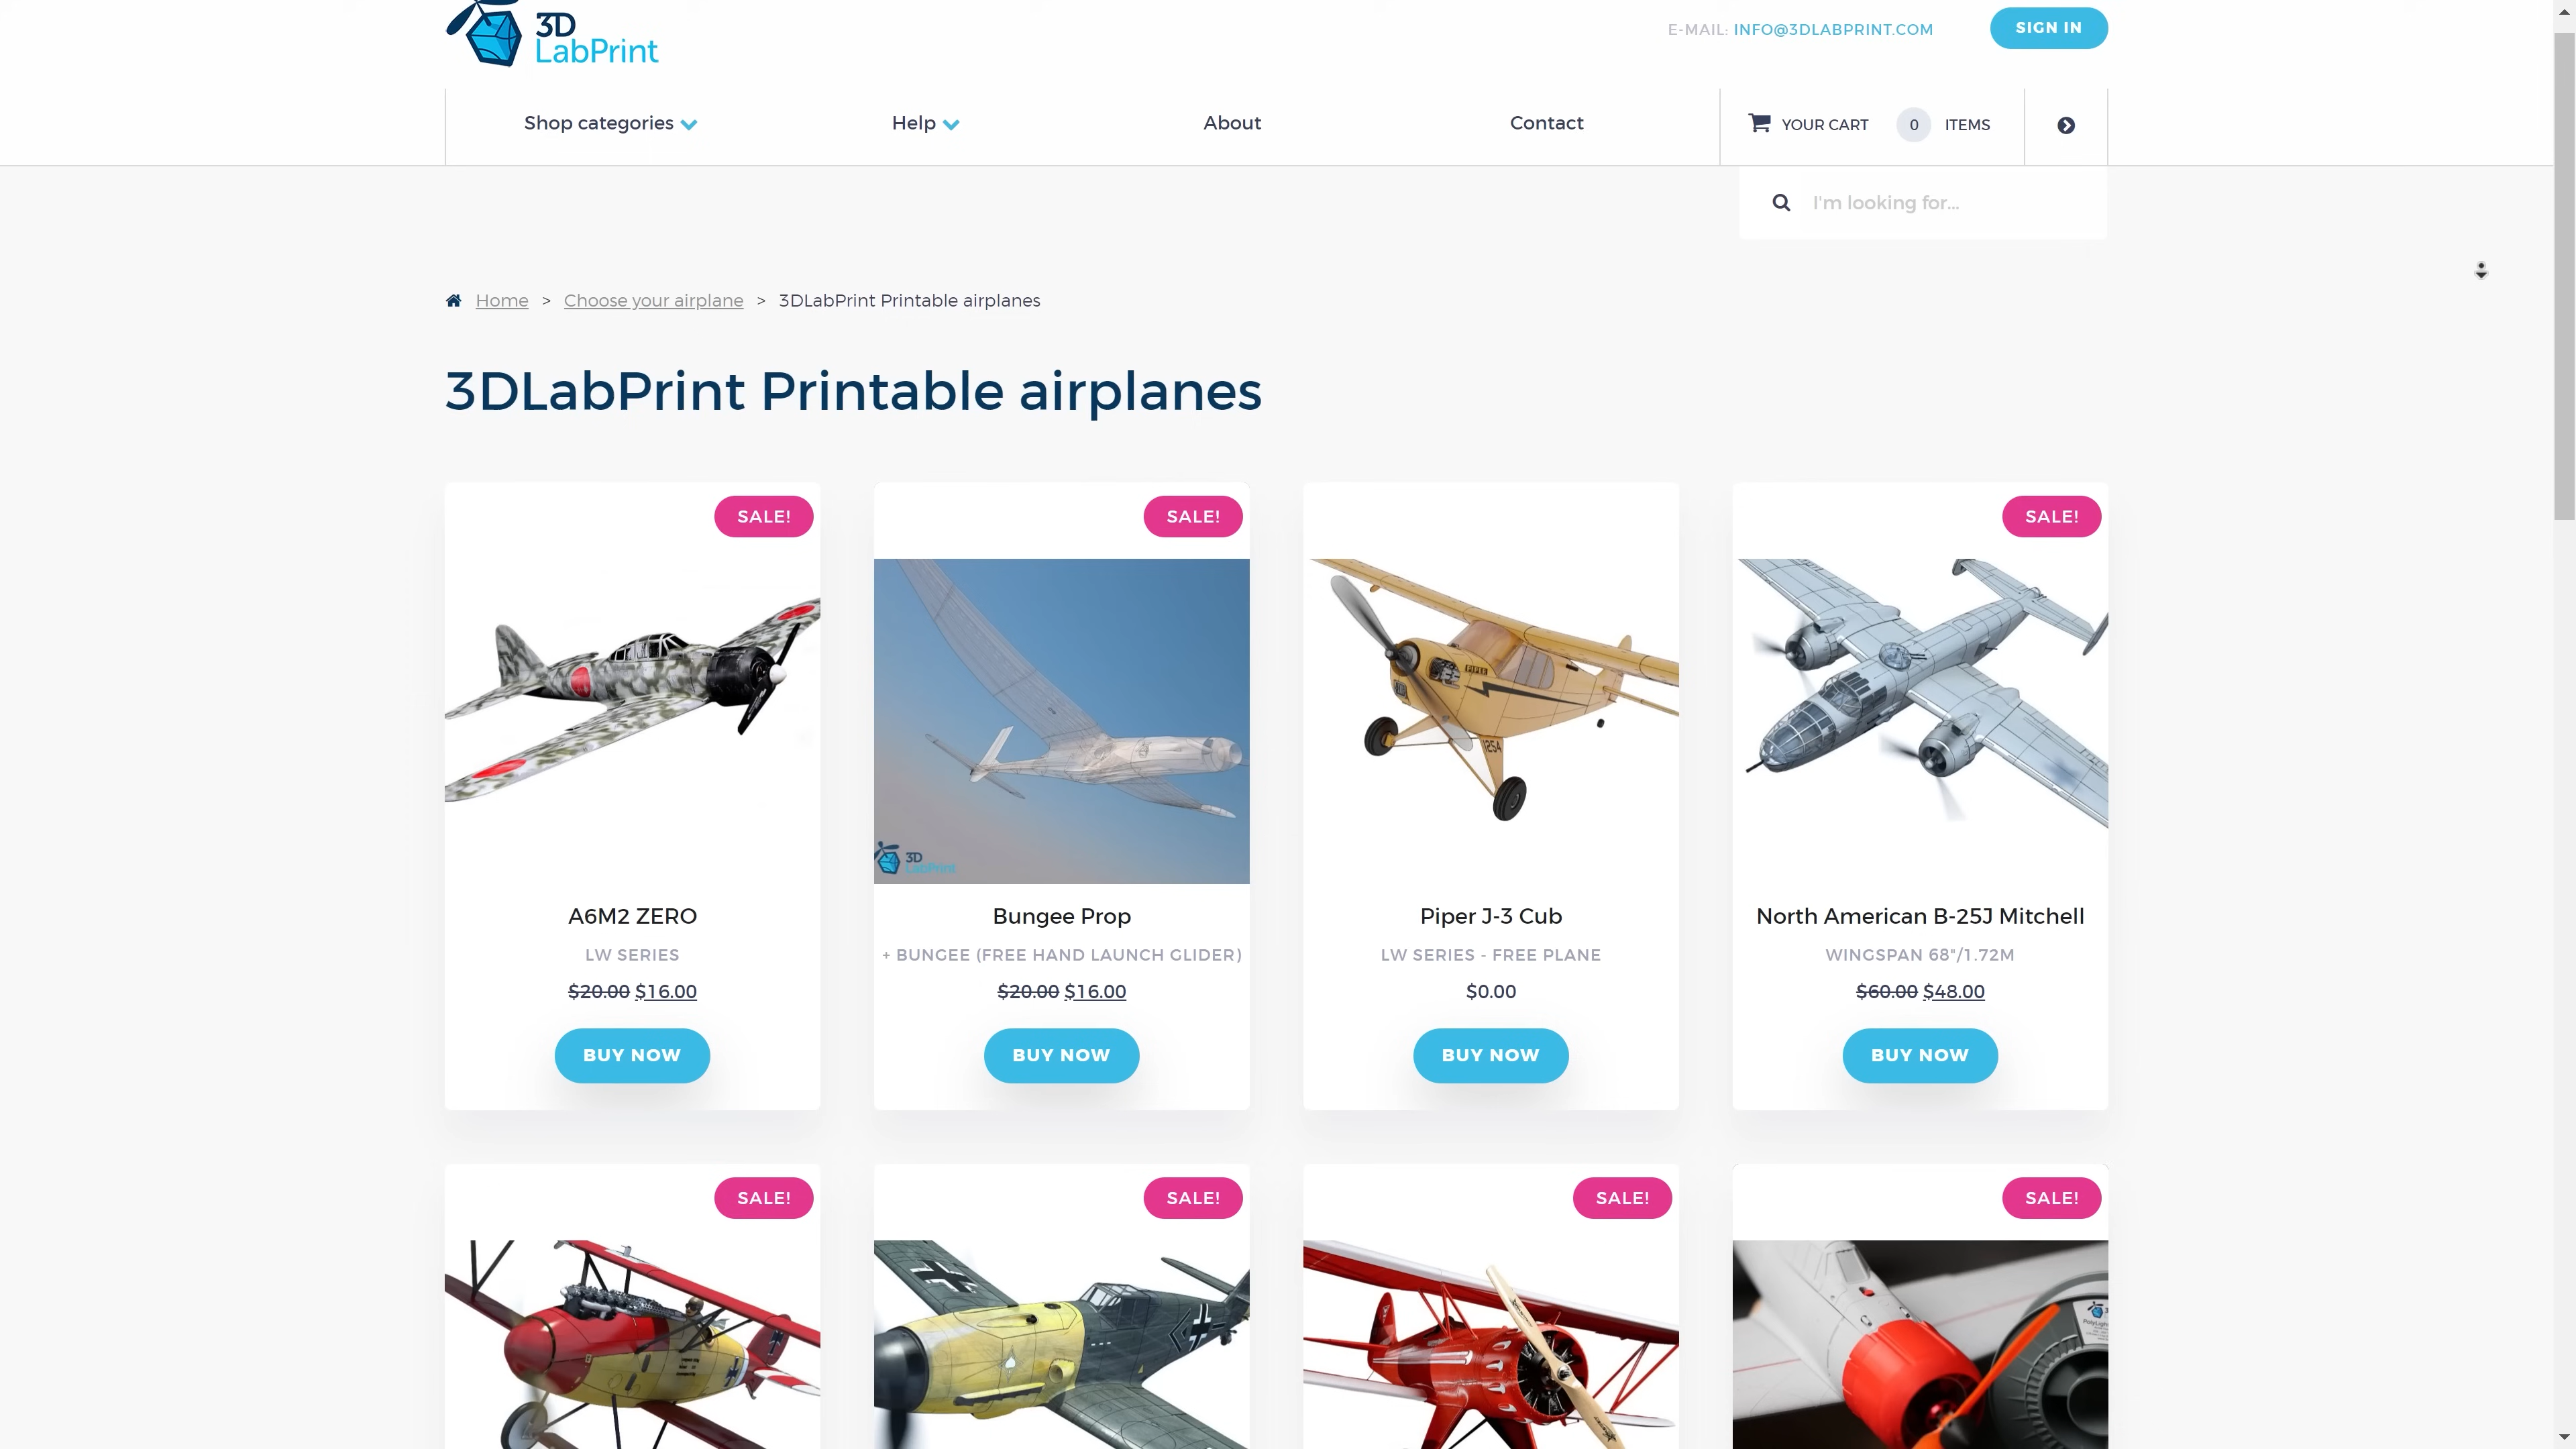 3D
LabPrint
E-MAIL: INFO@3DLABPRINT.COM
SIGN IN
Shop categories
Help
About
Contact
YOUR CART 0 ITEMS
I'm looking for...
Home > Choose your airplane > 3DLabPrint Printable airplanes
3DLabPrint Printable airplanes
SALE!
SALE!
SALE!
PIPER
125A
3D
LabPrint
A6M2 ZERO
LW SERIES
$20.00 $16.00
BUY NOW
Bungee Prop
+ BUNGEE (FREE HAND LAUNCH GLIDER)
$20.00 $16.00
BUY NOW
Piper J-3 Cub
LW SERIES - FREE PLANE
$0.00
BUY NOW
North American B-25J Mitchell
WINGSPAN 68"/1.72M
$60.00 $48.00
BUY NOW
SALE!
SALE!
SALE!
SALE!